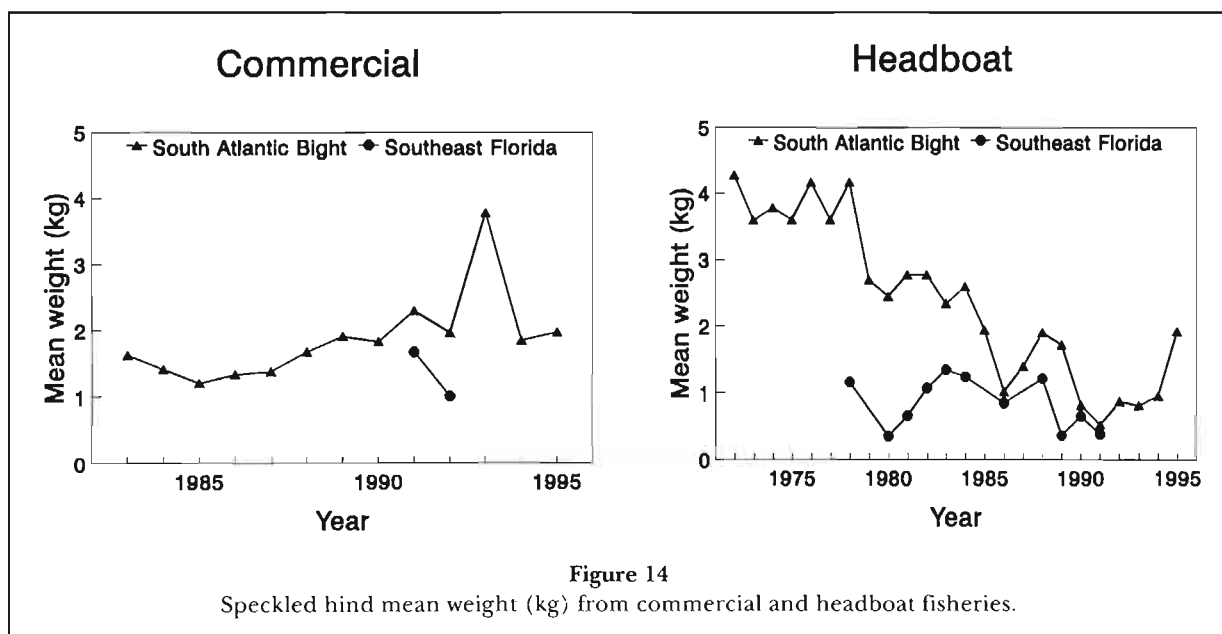 Commercial
5
4
3
2
1
0
Mean weight (kg)
South Atlantic Bight Southeast Florida
1985 1990 1995
Year
Headboat
5
4
3
2
1
0
Mean weight (kg)
South Atlantic Bight Southeast Florida
1975 1980 1985 1990 1995
Year
Figure 14
Speckled hind mean weight (kg) from commercial and headboat fisheries.